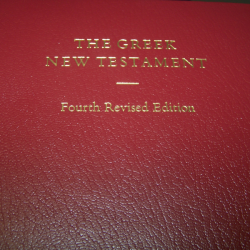 THE GREEK
NEW TESTAMENT
Fourth Revised Edition